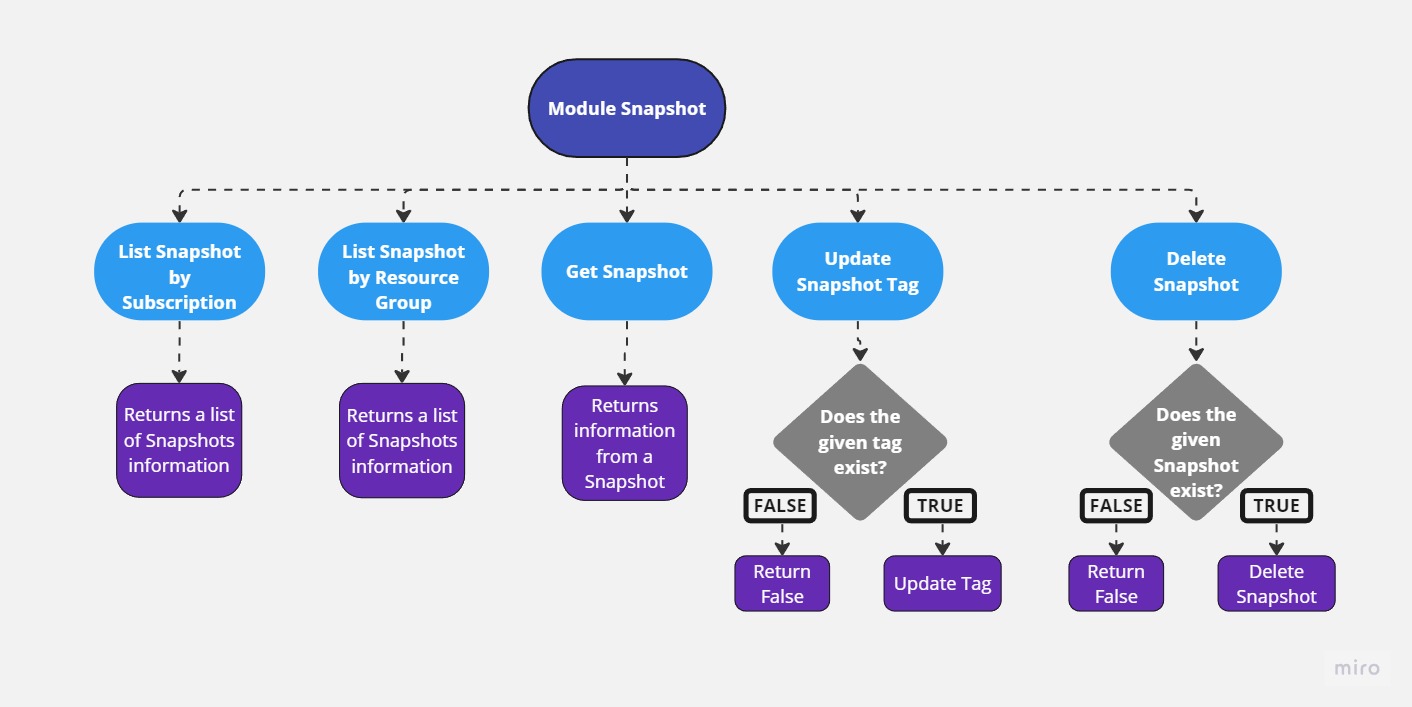 Module Snapshot
List Snapshot
by
Subscription
List Snapshot
by Resource
Group
Get Snapshot
Update
Snapshot Tag
Delete
Snapshot
Returns a list
of Snapshots
information
Returns a list
of Snapshots
information
Returns
information
from a
Snapshot
Does the
given tag
exist?
Does the
given
Snapshot
exist?
FALSE
TRUE
FALSE
TRUE
Return
False
Update Tag
Return
False
Delete
Snapshot
miro